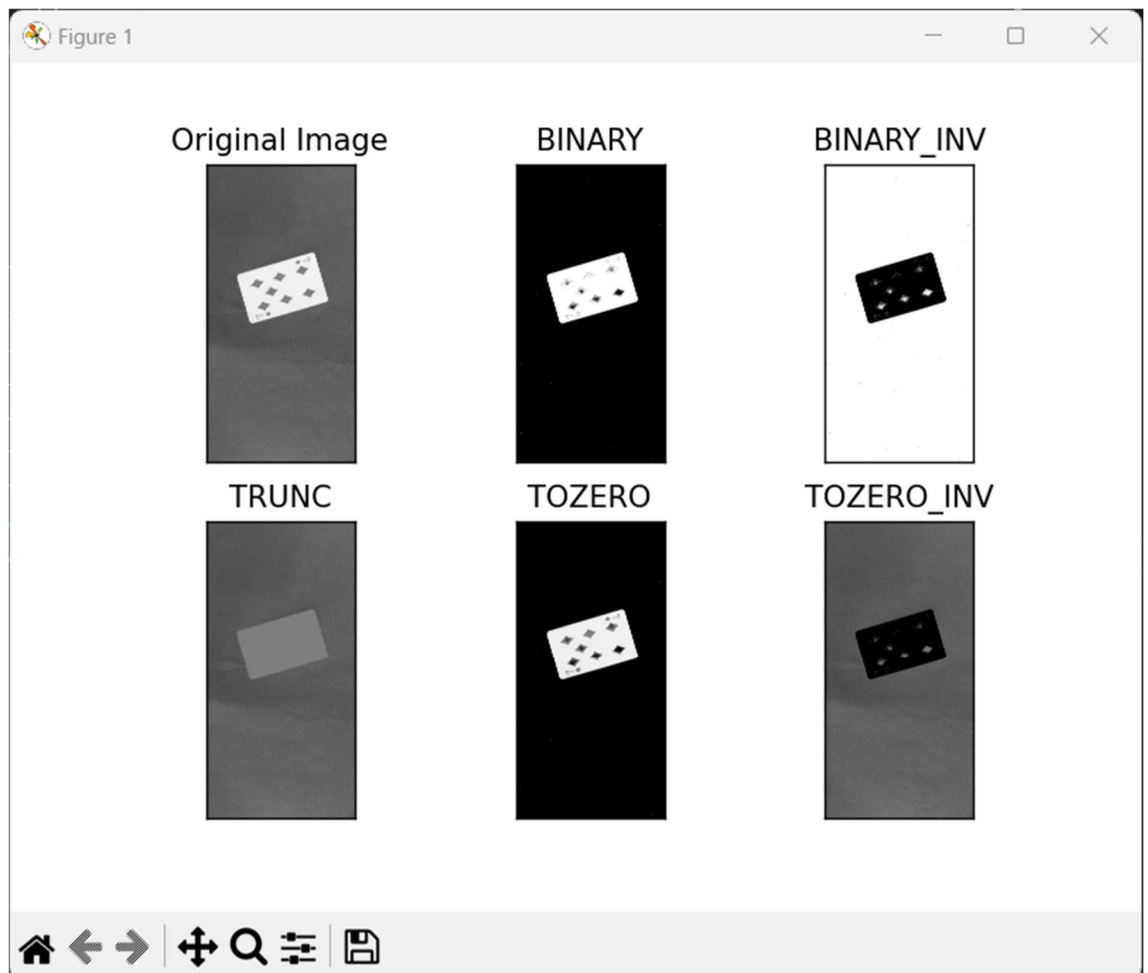 Figure 1
Original Image
BINARY
BINARY_INV
TRUNC
TOZERO
TOZERO_INV